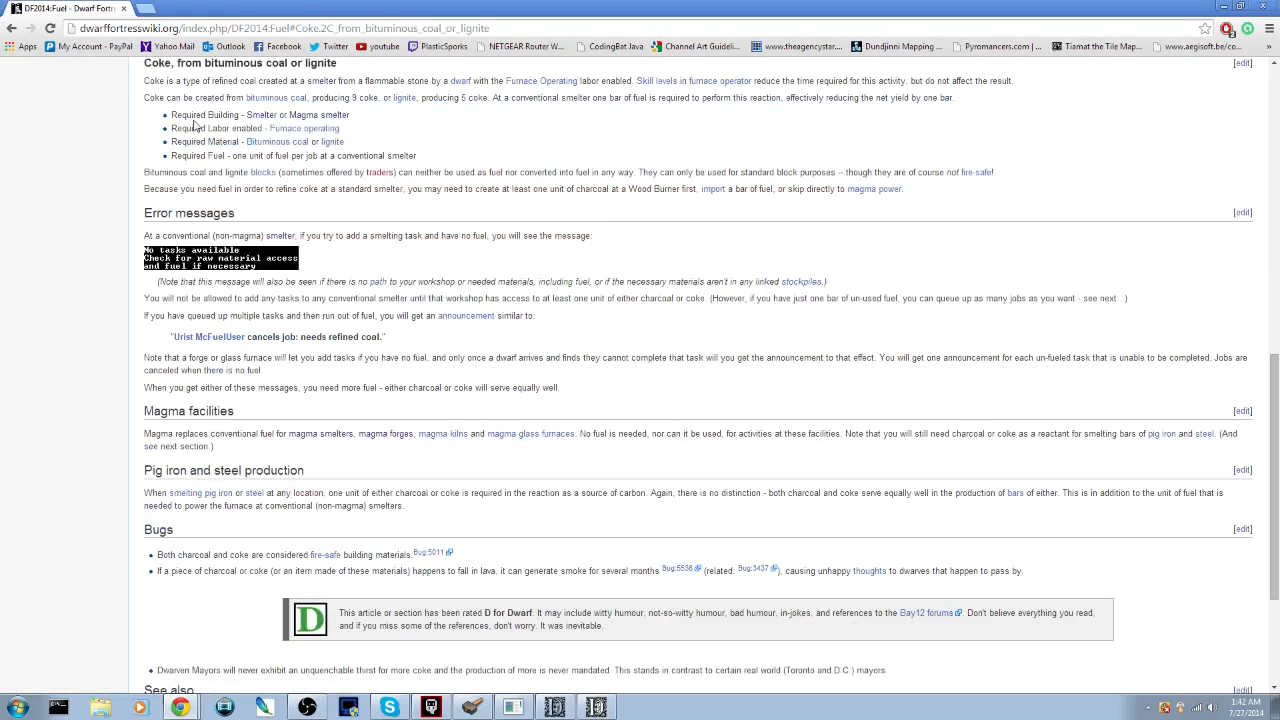 DF2014:Fuel - Dwarf Fortr
dwarffortresswiki.org/index.php/DF2014:Fuel#Coke.2C_from_bituminous_coal_or_lignite
Apps My Account - PayPal Yahoo Mail Outlook Facebook Twitter youtube PlasticSporks NETGEAR Router W... CodingBat Java Channel Art Guideli... www.theagencystar.... Dundjinni Mapping ... Pyromancers.com |... Tiamat the Tile Map... www.aegisoft.be/c...
Coke, from bituminous coal or lignite [edit]
Coke is a type of refined coal created at a smelter from a flammable stone by a dwarf with the Furnace Operating labor enabled. Skill levels in furnace operator reduce the time required for this activity, but do not affect the result.
Coke can be created from bituminous coal, producing 9 coke, or lignite, producing 5 coke. At a conventional smelter one bar of fuel is required to perform this reaction, effectively reducing the net yield by one bar.
Required Building - Smelter or Magma smelter
Required Labor enabled - Furnace operating
Required Material - Bituminous coal or lignite
Required Fuel - one unit of fuel per job at a conventional smelter
Bituminous coal and lignite blocks (sometimes offered by traders) can neither be used as fuel nor converted into fuel in any way. They can only be used for standard block purposes -- though they are of course not fire-safe!
Because you need fuel in order to refine coke at a standard smelter, you may need to create at least one unit of charcoal at a Wood Burner first, import a bar of fuel, or skip directly to magma power.
Error messages [edit]
At a conventional (non-magma) smelter, if you try to add a smelting task and have no fuel, you will see the message:
No tasks available
Check for raw material access
and fuel if necessary
(Note that this message will also be seen if there is no path to your workshop or needed materials, including fuel, or if the necessary materials aren't in any linked stockpiles.)
You will not be allowed to add any tasks to any conventional smelter until that workshop has access to at least one unit of either charcoal or coke. (However, if you have just one bar of un-used fuel, you can queue up as many jobs as you want - see next...)
If you have queued up multiple tasks and then run out of fuel, you will get an announcement similar to:
"Urist McFuelUser cancels job: needs refined coal."
Note that a forge or glass furnace will let you add tasks if you have no fuel, and only once a dwarf arrives and finds they cannot complete that task will you get the announcement to that effect. You will get one announcement for each un-fueled task that is unable to be completed. Jobs are
canceled when there is no fuel.
When you get either of these messages, you need more fuel - either charcoal or coke will serve equally well.
Magma facilities [edit]
Magma replaces conventional fuel for magma smelters, magma forges, magma kilns and magma glass furnaces. No fuel is needed, nor can it be used, for activities at these facilities. Note that you will still need charcoal or coke as a reactant for smelting bars of pig iron and steel. (And
see next section.)
Pig iron and steel production [edit]
When smelting pig iron or steel at any location, one unit of either charcoal or coke is required in the reaction as a source of carbon. Again, there is no distinction - both charcoal and coke serve equally well in the production of bars of either. This is in addition to the unit of fuel that is
needed to power the furnace at conventional (non-magma) smelters.
Bugs [edit]
Both charcoal and coke are considered fire-safe building materials. Bug:5011
If a piece of charcoal or coke (or an item made of these materials) happens to fall in lava, it can generate smoke for several months Bug:5538 (related: Bug:3437), causing unhappy thoughts to dwarves that happen to pass by.
D This article or section has been rated D for Dwarf. It may include witty humour, not-so-witty humour, bad humour, in-jokes, and references to the Bay12 forums. Don't believe everything you read,
and if you miss some of the references, don't worry. It was inevitable.
Dwarven Mayors will never exhibit an unquenchable thirst for more coke and the production of more is never mandated. This stands in contrast to certain real world (Toronto and D.C.) mayors.
See also [edit]
1:42 AM
7/27/2014